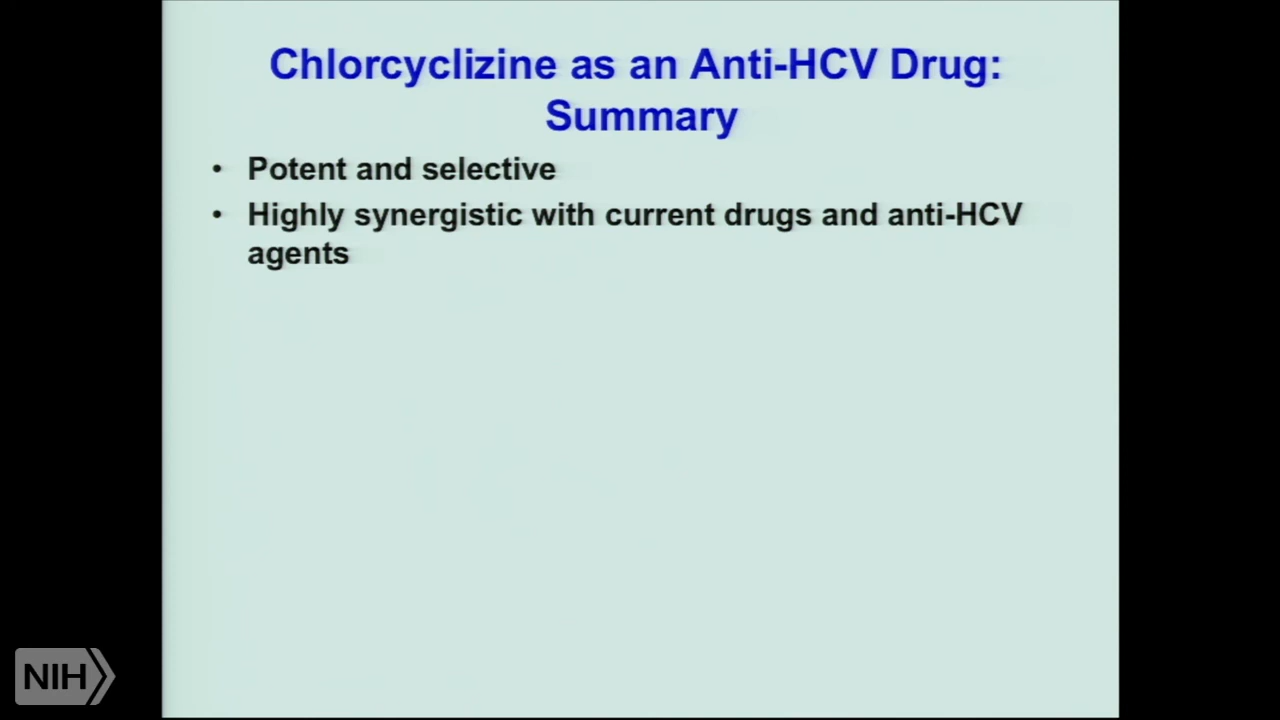 Chlorcyclizine as an Anti-HCV Drug:
Summary
• Potent and selective
• Highly synergistic with current drugs and anti-HCV
agents
NIH